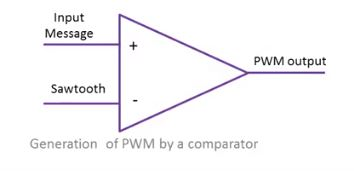 Input
Message
+
PWM output
Sawtooth
-
Generation of PWM by a comparator